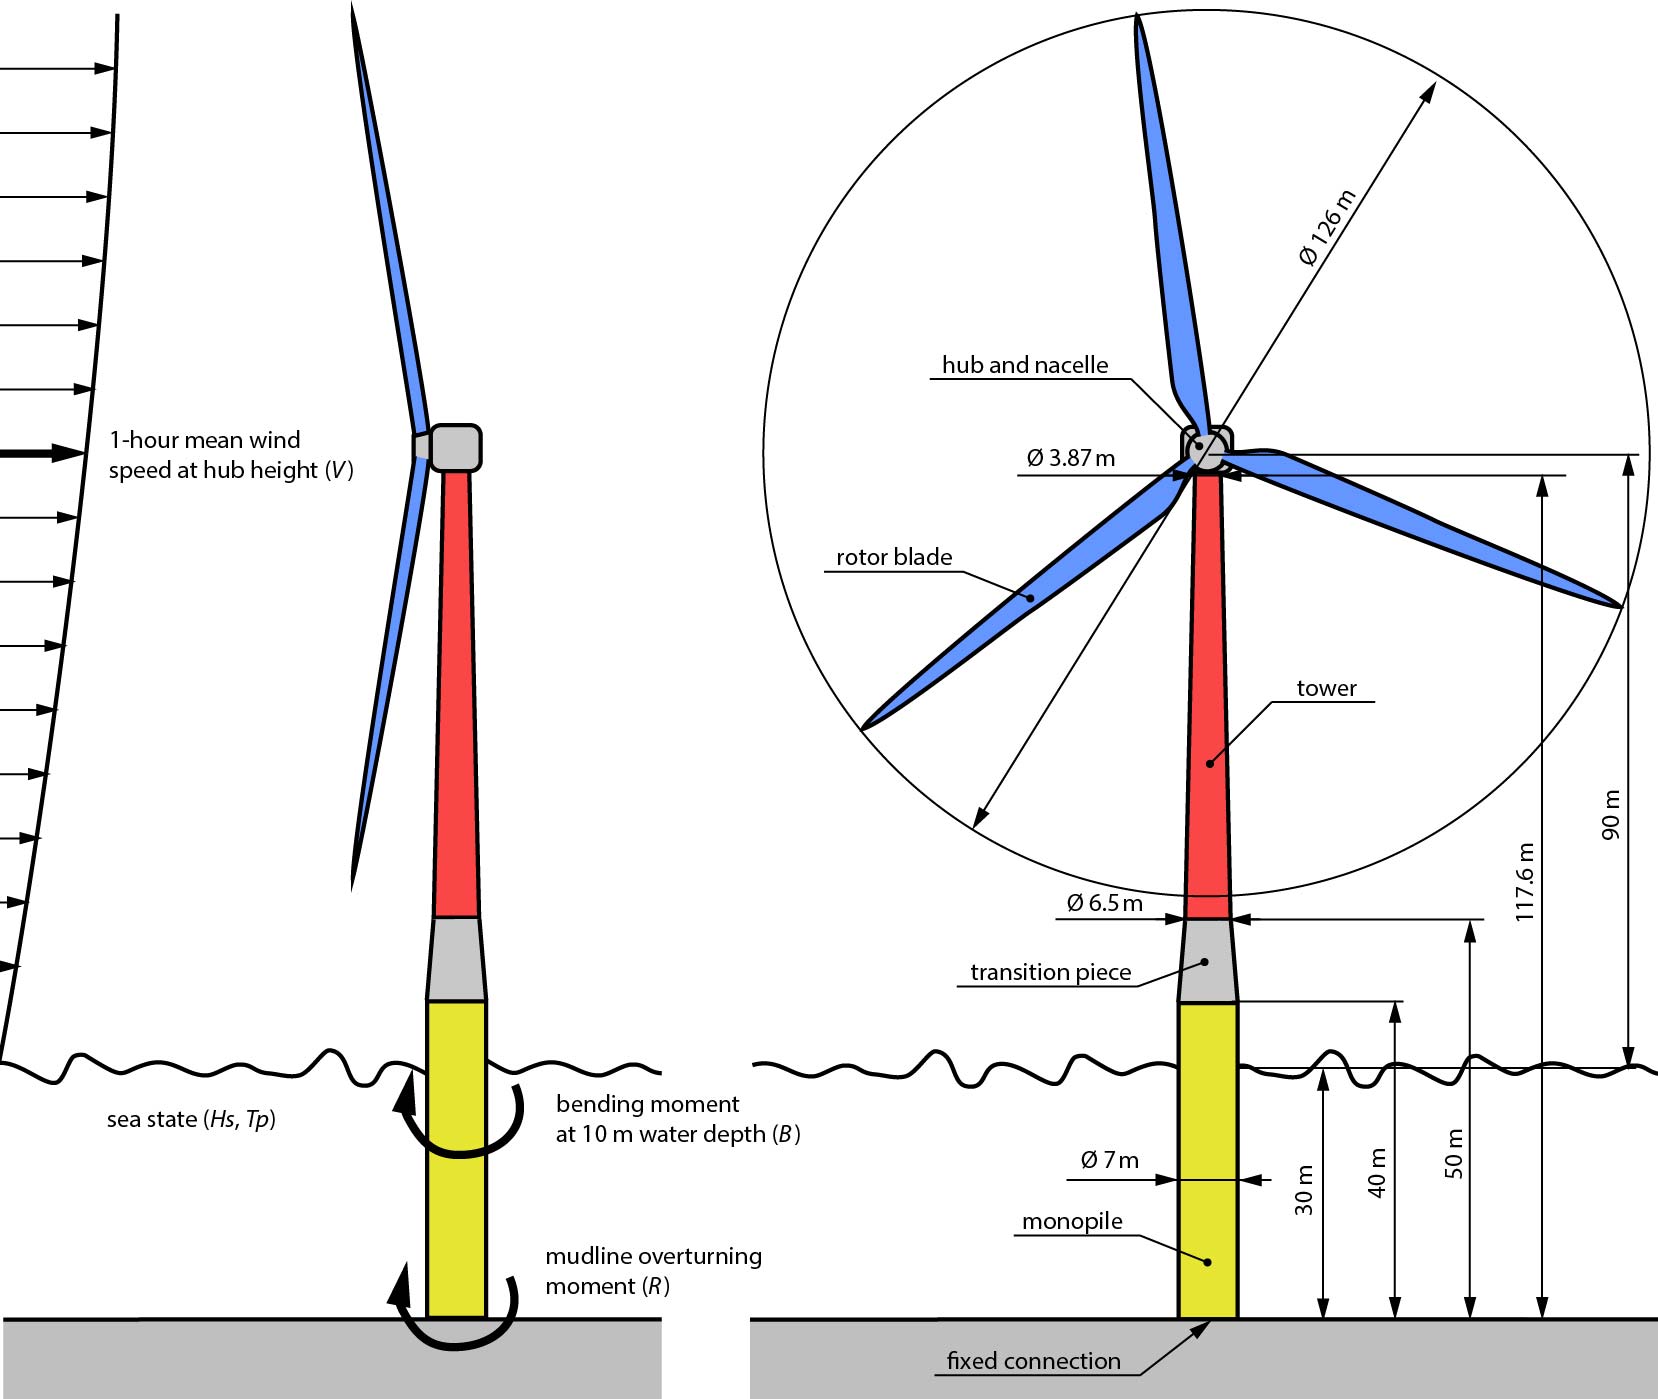 1-hour mean wind
speed at hub height (V)
sea state (Hs, Tp)
bending moment
at 10 m water depth (B)
mudline overturning
moment (R)
Ø 126 m
hub and nacelle
Ø 3.87 m
rotor blade
tower
90 m
117.6 m
Ø 6.5 m
transition piece
50 m
40 m
30 m
Ø 7 m
monopile
fixed connection